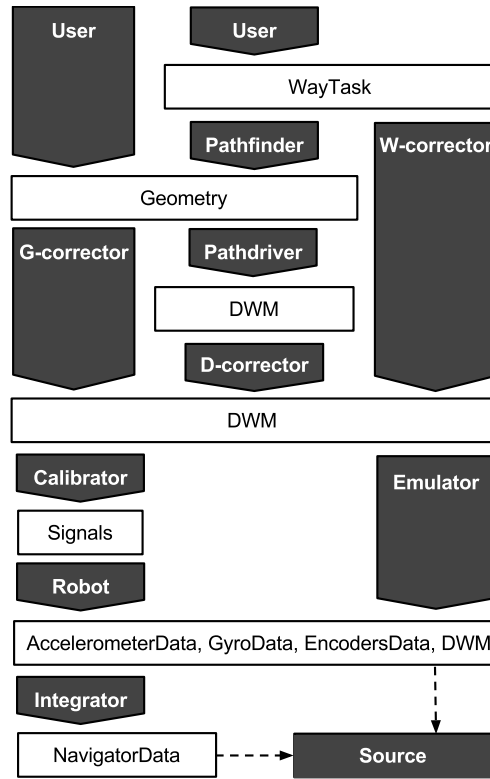 User
User
WayTask
Pathfinder
W-corrector
Geometry
G-corrector
Pathdriver
DWM
D-corrector
DWM
Calibrator
Emulator
Signals
Robot
AccelerometerData, GyroData, EncodersData, DWM
Integrator
NavigatorData
Source